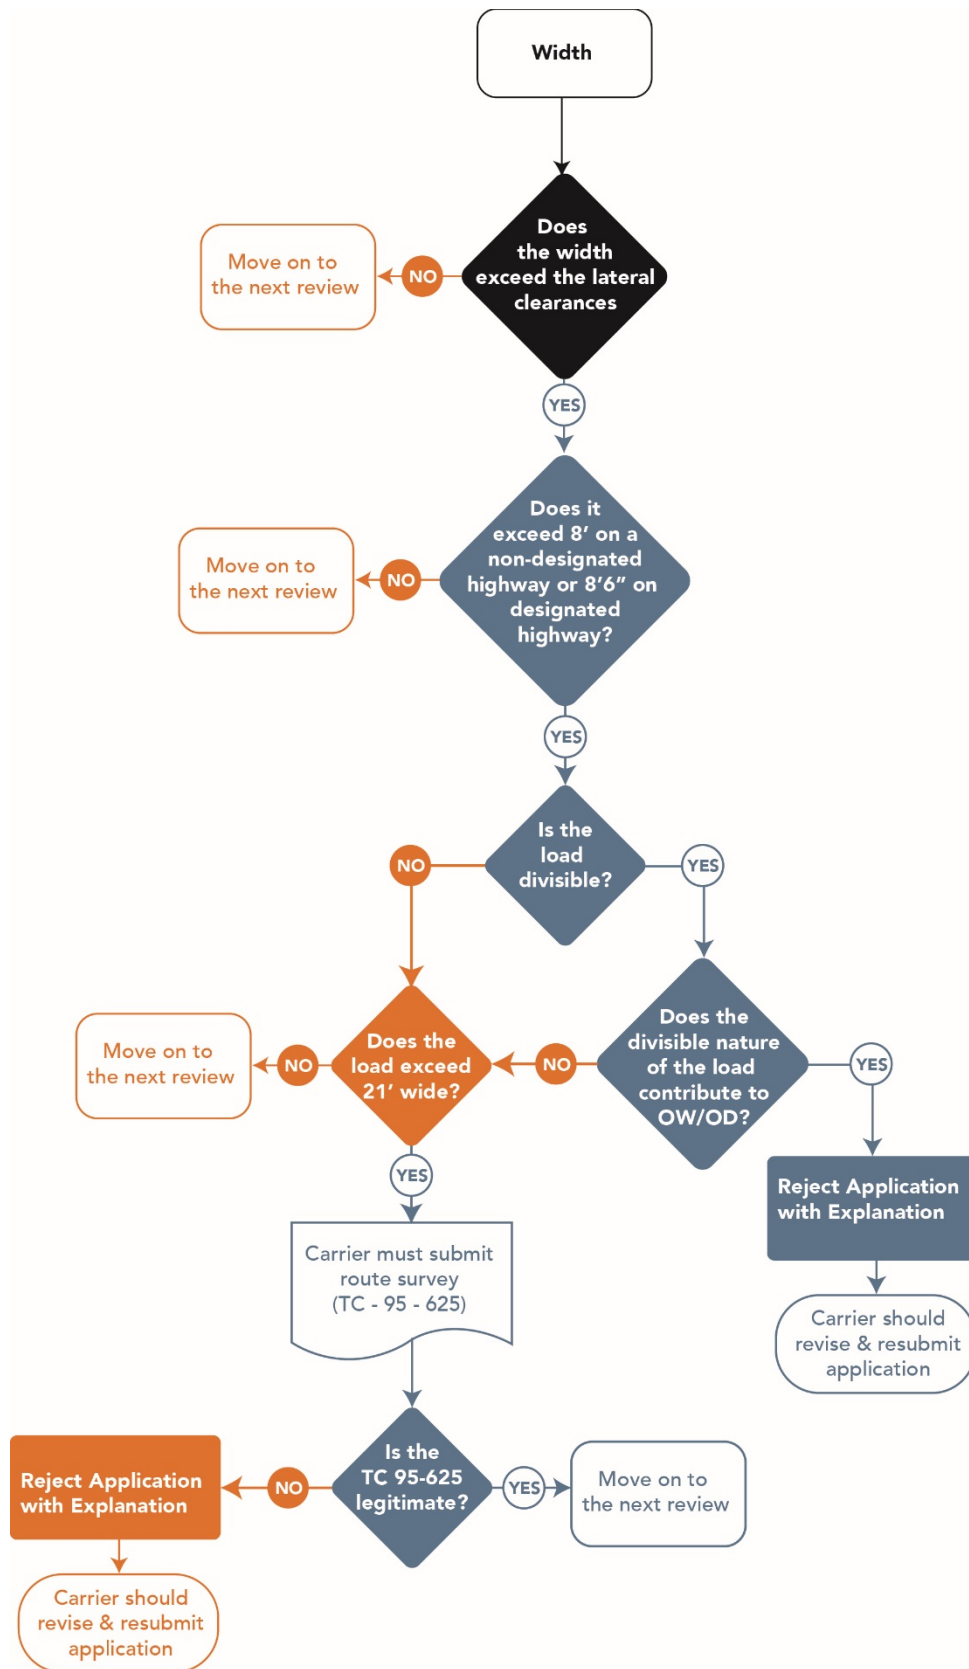 Width
Does
the width
exceed the lateral
clearances
NO
Move on to
the next review
YES
Does it
exceed 8’ on a
non-designated
highway or 8’6” on
designated
highway?
NO
Move on to
the next review
YES
Is the
load
divisible?
NO
YES
Does the
divisible nature
of the load
contribute to
OW/OD?
NO
YES
Does the
load exceed
21’ wide?
NO
Move on to
the next review
YES
Reject Application
with Explanation
Carrier should
revise & resubmit
application
Carrier must submit
route survey
(TC - 95 - 625)
Is the
TC 95-625
legitimate?
NO
Reject Application
with Explanation
YES
Move on to
the next review
Carrier should
revise & resubmit
application